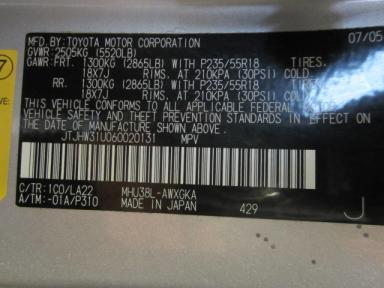 MFD.BY:TOYOTA MOTOR CORPORATION 07/05
GVWR:2505KG (5520LB)
GAWR:FRT. 1300KG (2865LB) WITH P235/55R18 TIRES.
18X7J RIMS. AT 210KPA (30PSI) COLD.
RR. 1300KG (2865LB) WITH P235/55R18 TIRES.
18X7J RIMS. AT 210KPA (30PSI) COLD.
THIS VEHICLE CONFORMS TO ALL APPLICABLE FEDERAL MOTOR
VEHICLE SAFETY AND THEFT PREVENTION STANDARDS IN EFFECT
ON THE DATE OF MANUFACTURE SHOWN ABOVE.
JTJHW31U060020131 MPV
C/TR:1C0/LA22 MHU38L-AWXGKA
A/TM:-01A/P310 MADE IN JAPAN 429 J